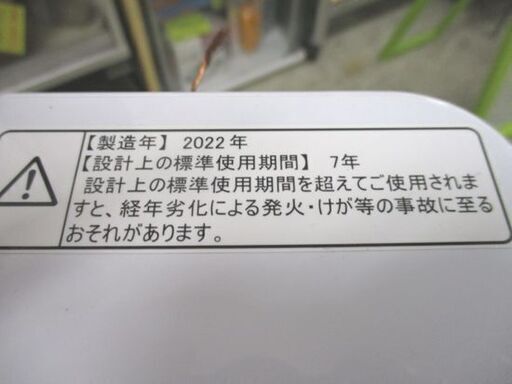 【製造年】 2022年
【設計上の標準使用期間】 7年
設計上の標準使用期間を超えてご使用されま
すと、経年劣化による発火・けが等の事故に至る
おそれがあります。